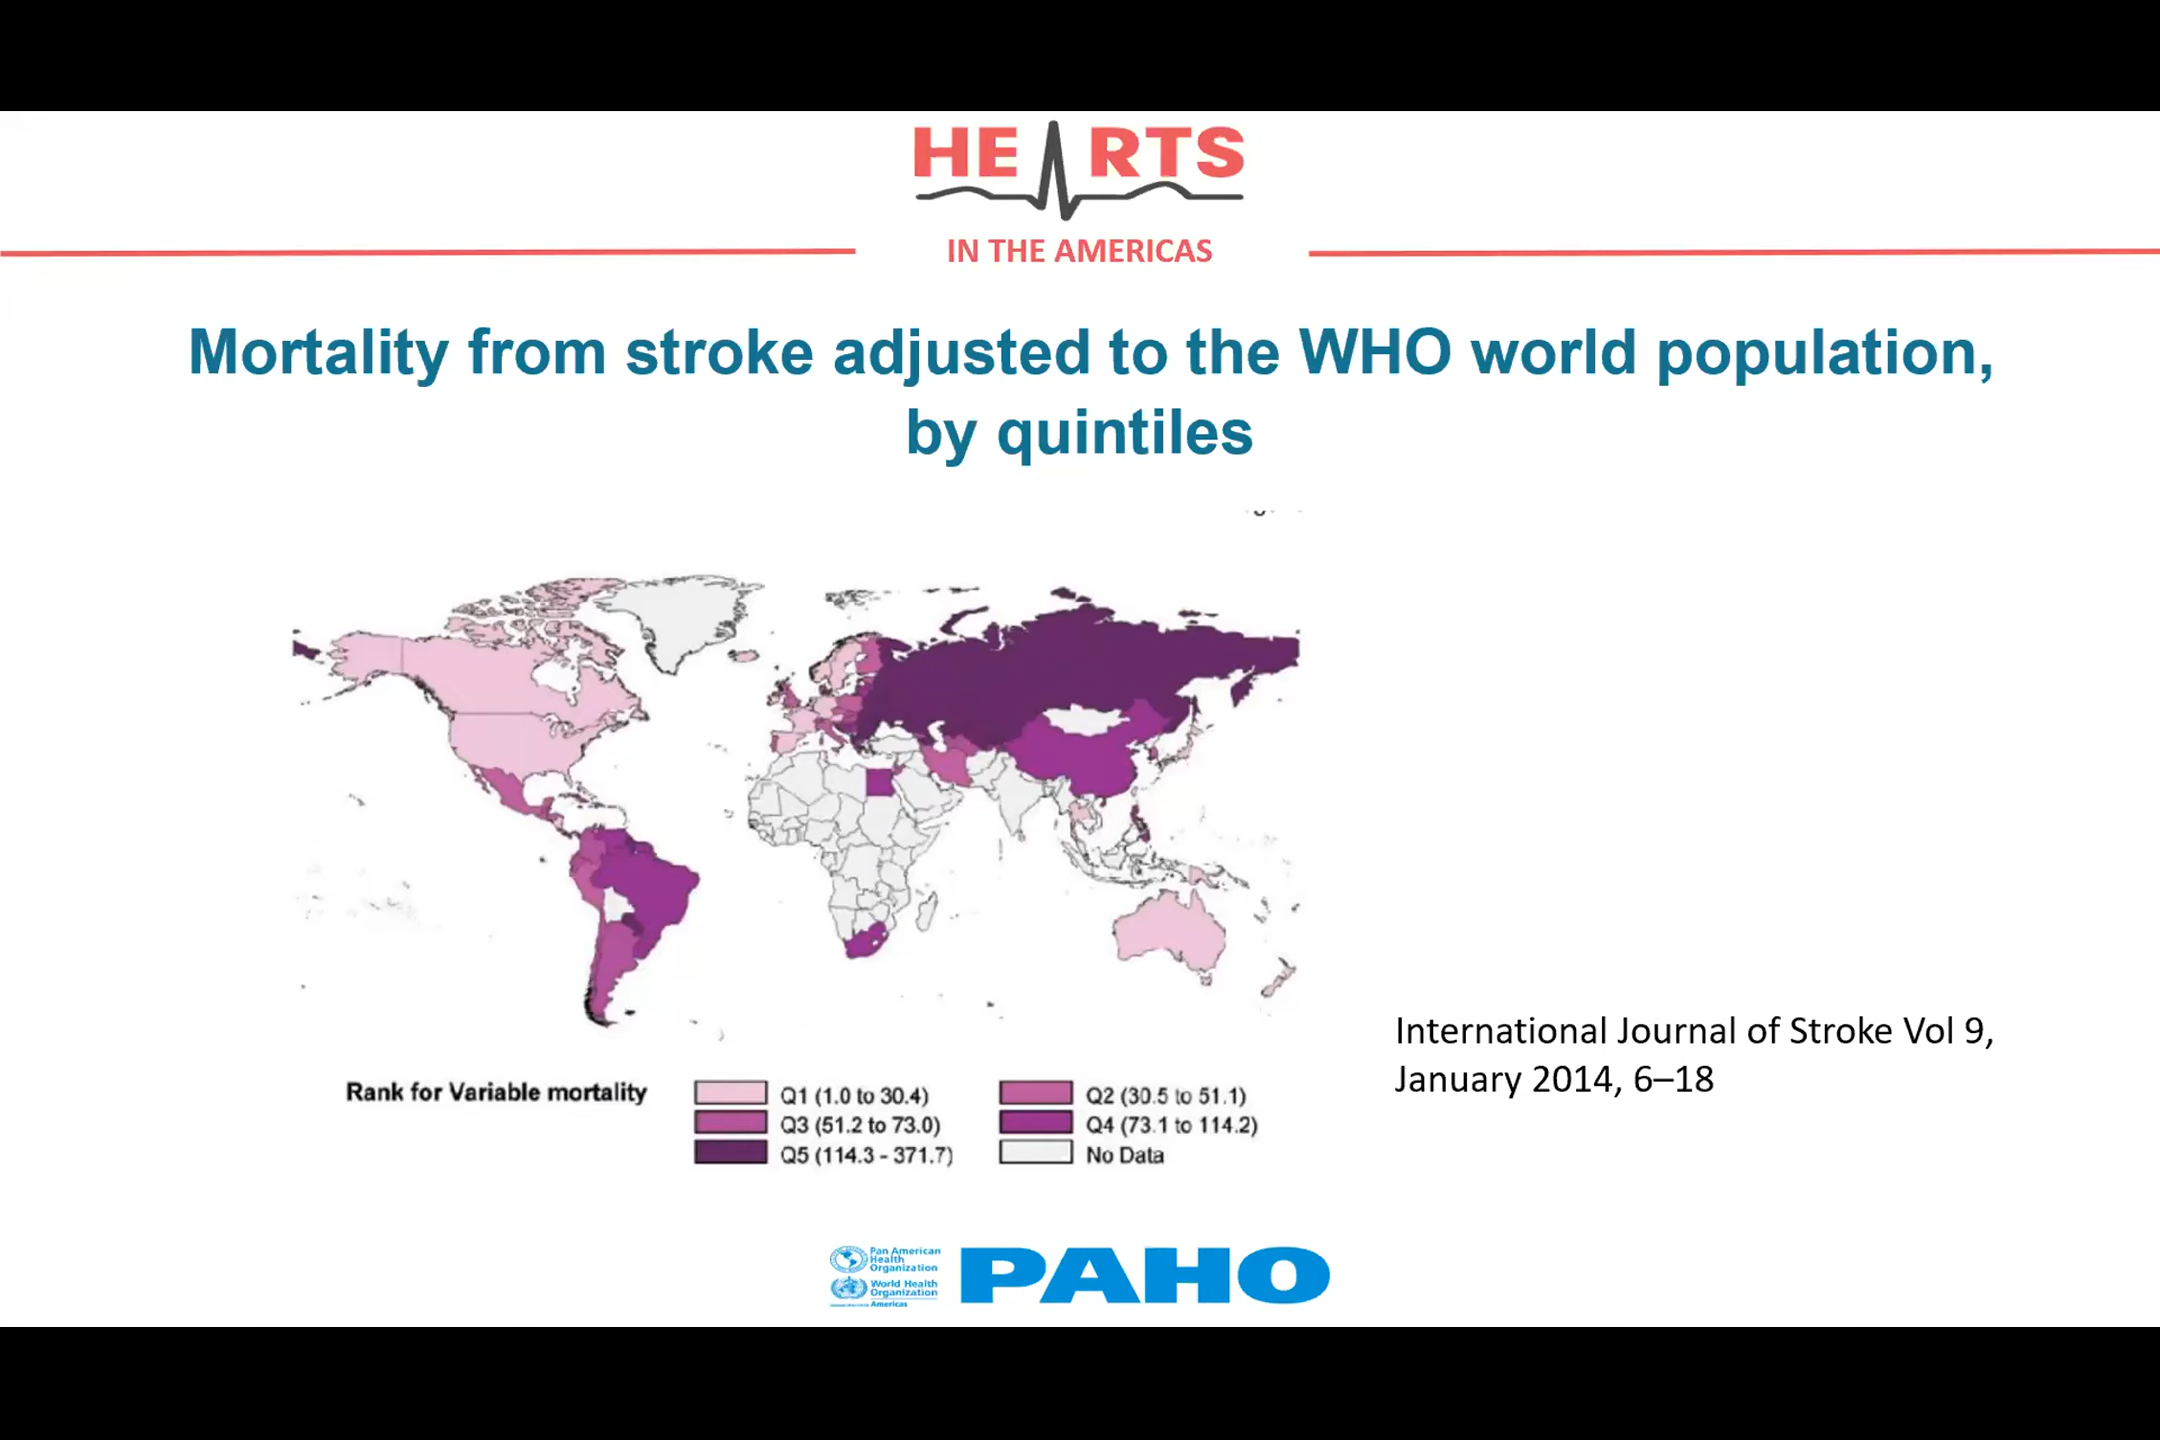 HEARTS
IN THE AMERICAS
Mortality from stroke adjusted to the WHO world population,
by quintiles
International Journal of Stroke Vol 9,
January 2014, 6–18
Rank for Variable mortality
Q1 (1.0 to 30.4)
Q2 (30.5 to 51.1)
Q3 (51.2 to 73.0)
Q4 (73.1 to 114.2)
Q5 (114.3 - 371.7)
No Data
Pan American
Health
Organization
World Health
Organization
Americas
PAHO